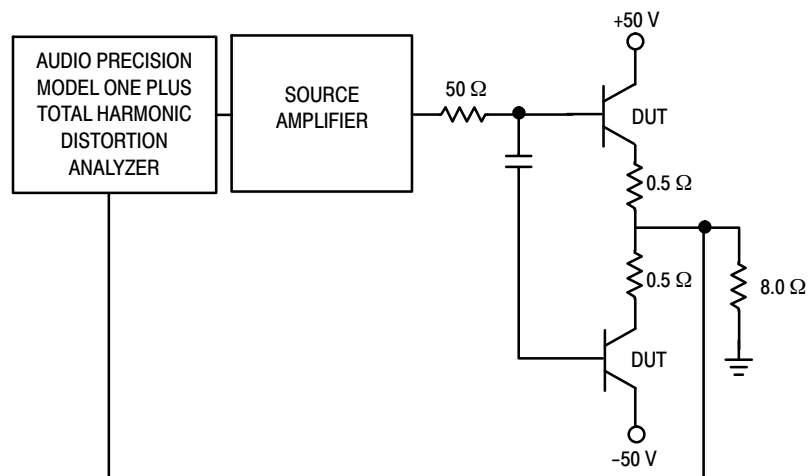 +50 V
AUDIO PRECISION
MODEL ONE PLUS
TOTAL HARMONIC
DISTORTION
ANALYZER
SOURCE
AMPLIFIER
50 Ω
DUT
0.5 Ω
0.5 Ω
8.0 Ω
DUT
–50 V